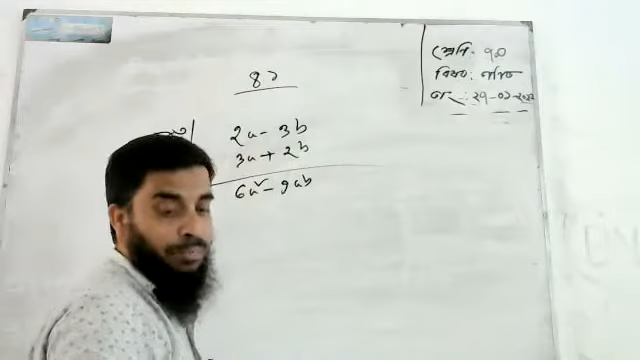 শ্রেণি: ৭ম
বিষয়: গণিত
তাং: ২৭-০১-২০২২
৪১
2a - 3b
3a + 2b
6a² - 9ab